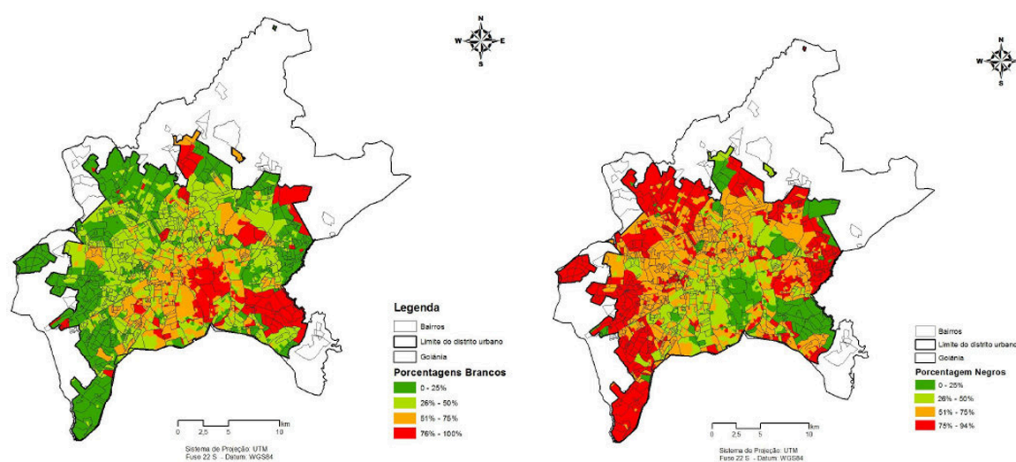 N
W E
S
Legenda
Bairros
Limite do distrito urbano
Goiânia
Porcentagens Brancos
0 - 25%
26% - 50%
51% - 75%
76% - 100%
0 2,5 5 10
km
Sistema de Projeção: UTM
Fuse 22 S - Datum: WGS84
N
W E
S
Bairros
Limite do distrito urbano
Goiânia
Porcentagem Negros
0 - 25%
26% - 50%
51% - 75%
75% - 94%
0 2,5 5 10
km
Sistema de Projeção: UTM
Fuse 22 S - Datum: WGS84